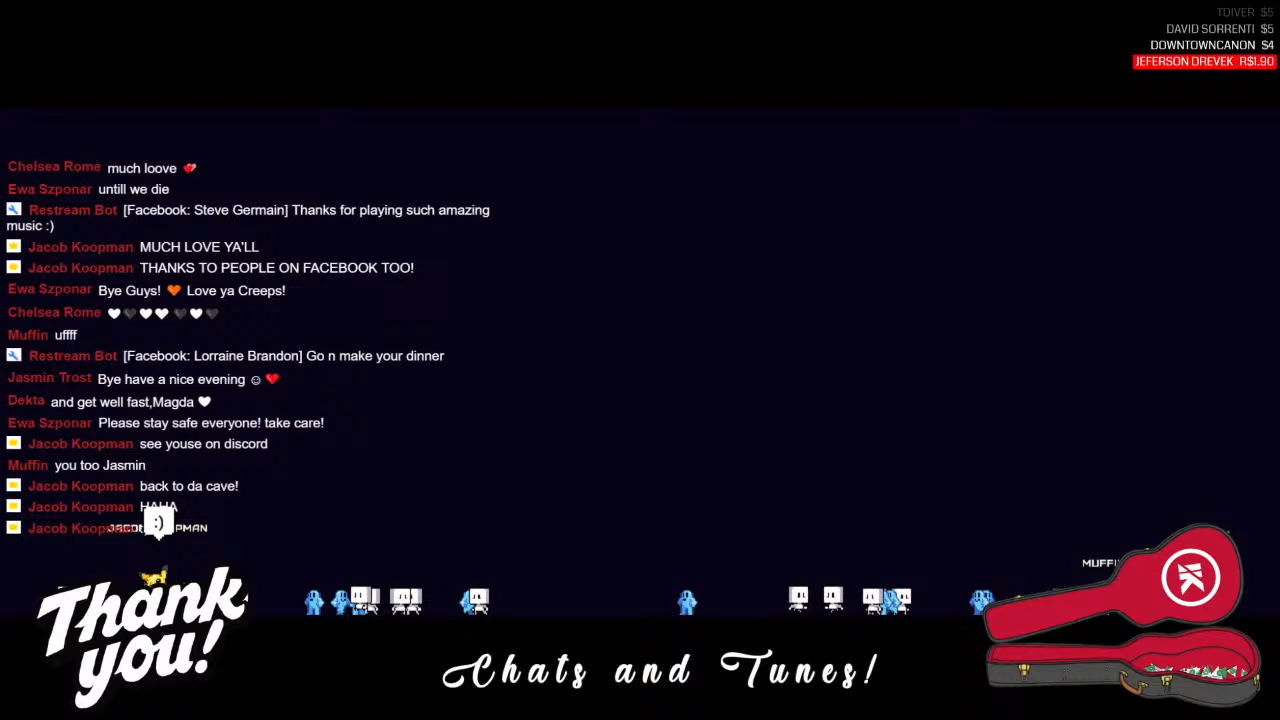 TDIVER $5
DAVID SORRENTI $5
DOWNTOWNCANON $4
JEFERSON DREVEK R$1.90
Chelsea Rome much loove 💕
Ewa Szponar untill we die
Restream Bot [Facebook: Steve Germain] Thanks for playing such amazing
music :)
Jacob Koopman MUCH LOVE YA'LL
Jacob Koopman THANKS TO PEOPLE ON FACEBOOK TOO!
Ewa Szponar Bye Guys! 🧡 Love ya Creeps!
Chelsea Rome 🤍🖤🤍🤍🖤🤍🖤
Muffin uffff
Restream Bot [Facebook: Lorraine Brandon] Go n make your dinner
Jasmin Trost Bye have a nice evening ☺ ❤
Dekta and get well fast,Magda 🤍
Ewa Szponar Please stay safe everyone! take care!
Jacob Koopman see youse on discord
Muffin you too Jasmin
Jacob Koopman back to da cave!
Jacob Koopman HAHA
Jacob Koopman :)
Thank
you!
Chats and Tunes!